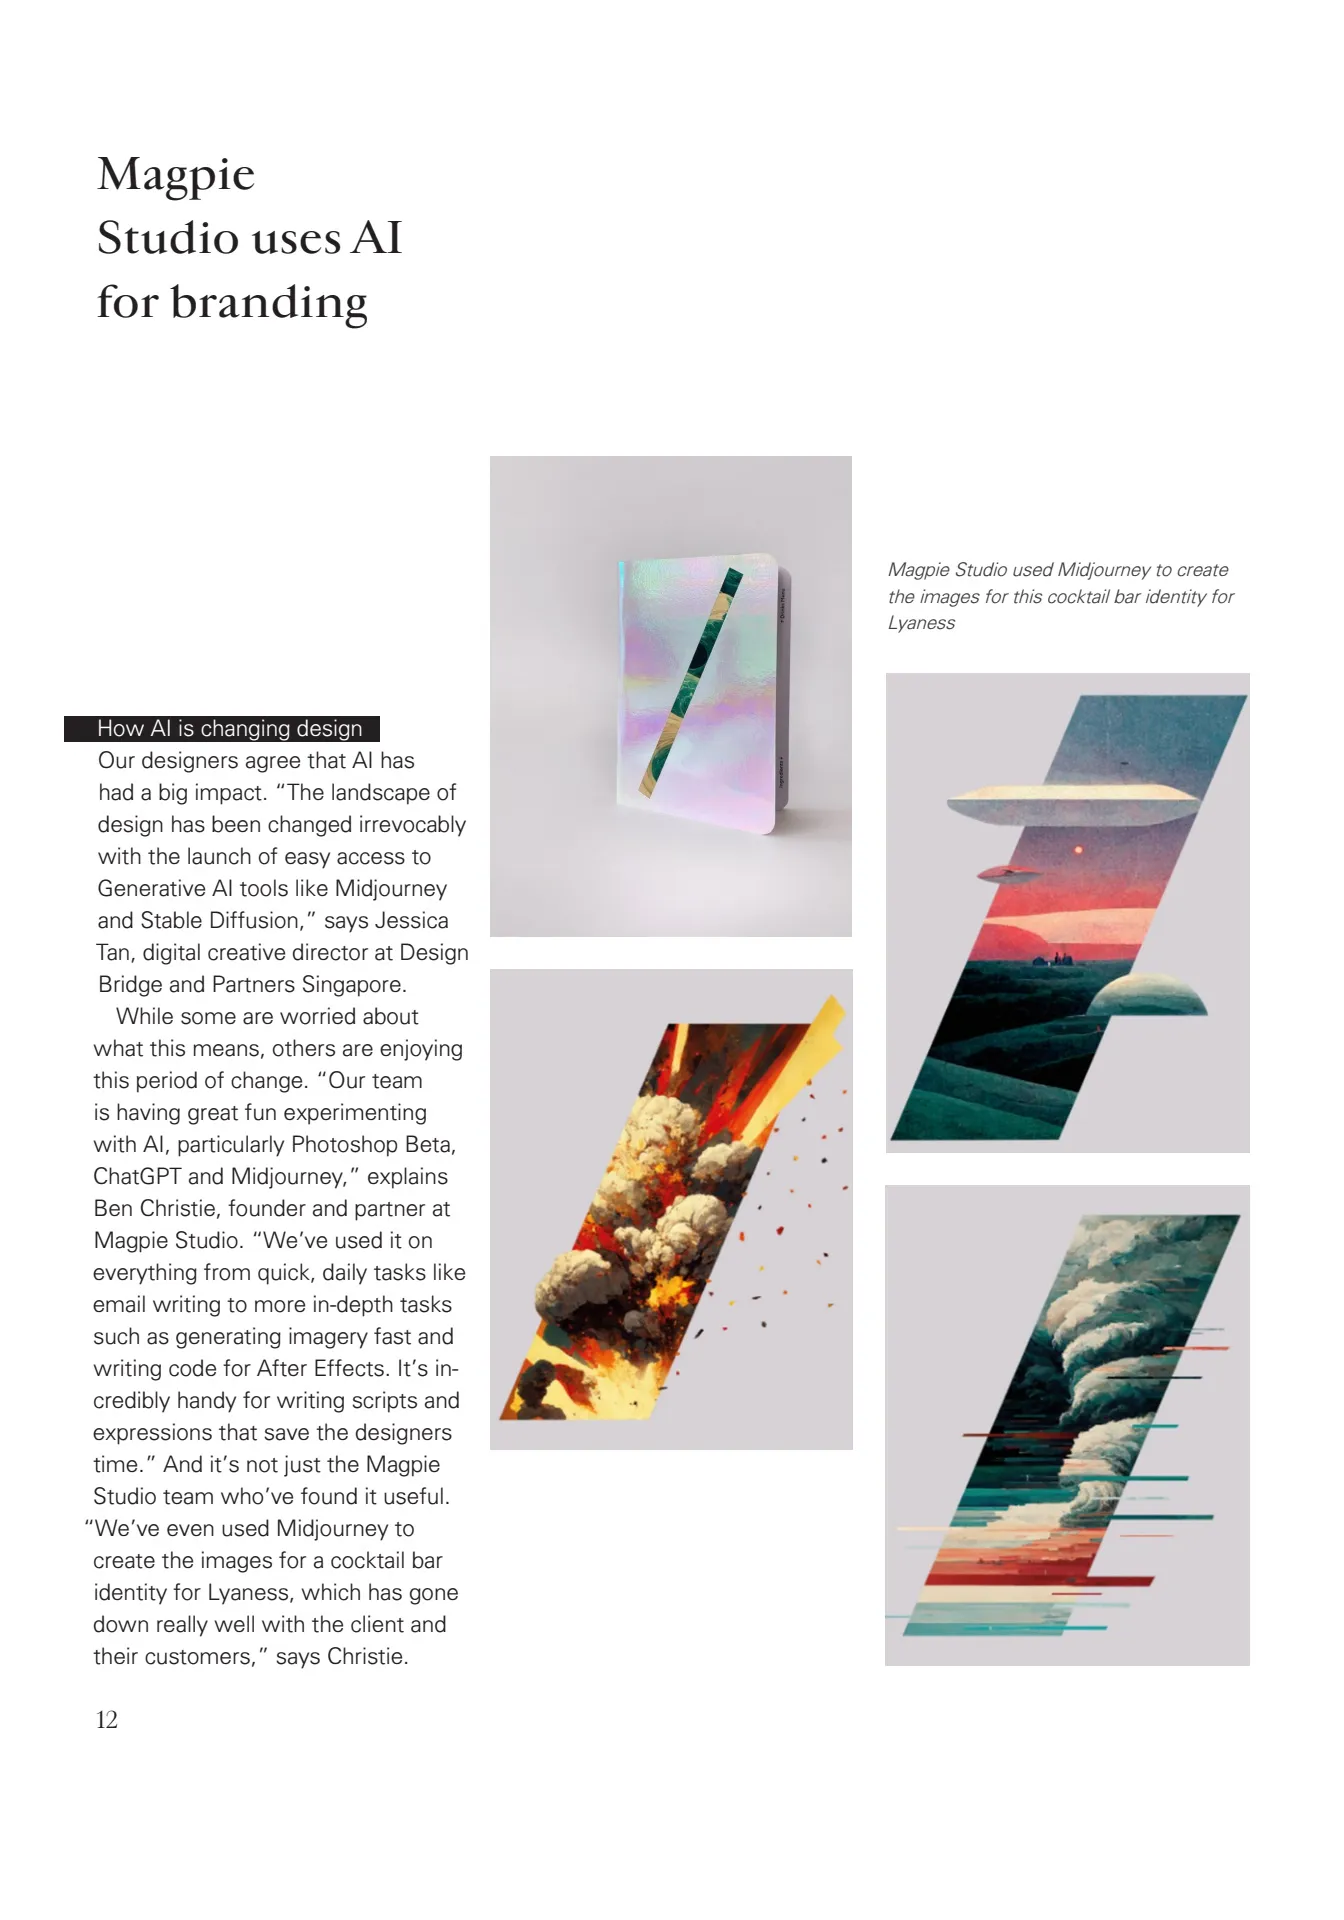 Magpie
Studio uses AI
for branding
Magpie Studio used Midjourney to create
the images for this cocktail bar identity for
Lyaness
How AI is changing design
Our designers agree that AI has
had a big impact. “The landscape of
design has been changed irrevocably
with the launch of easy access to
Generative AI tools like Midjourney
and Stable Diffusion,” says Jessica
Tan, digital creative director at Design
Bridge and Partners Singapore.
While some are worried about
what this means, others are enjoying
this period of change. “Our team
is having great fun experimenting
with AI, particularly Photoshop Beta,
ChatGPT and Midjourney,” explains
Ben Christie, founder and partner at
Magpie Studio. “We’ve used it on
everything from quick, daily tasks like
email writing to more in-depth tasks
such as generating imagery fast and
writing code for After Effects. It’s in-
credibly handy for writing scripts and
expressions that save the designers
time.” And it’s not just the Magpie
Studio team who’ve found it useful.
“We’ve even used Midjourney to
create the images for a cocktail bar
identity for Lyaness, which has gone
down really well with the client and
their customers,” says Christie.
12